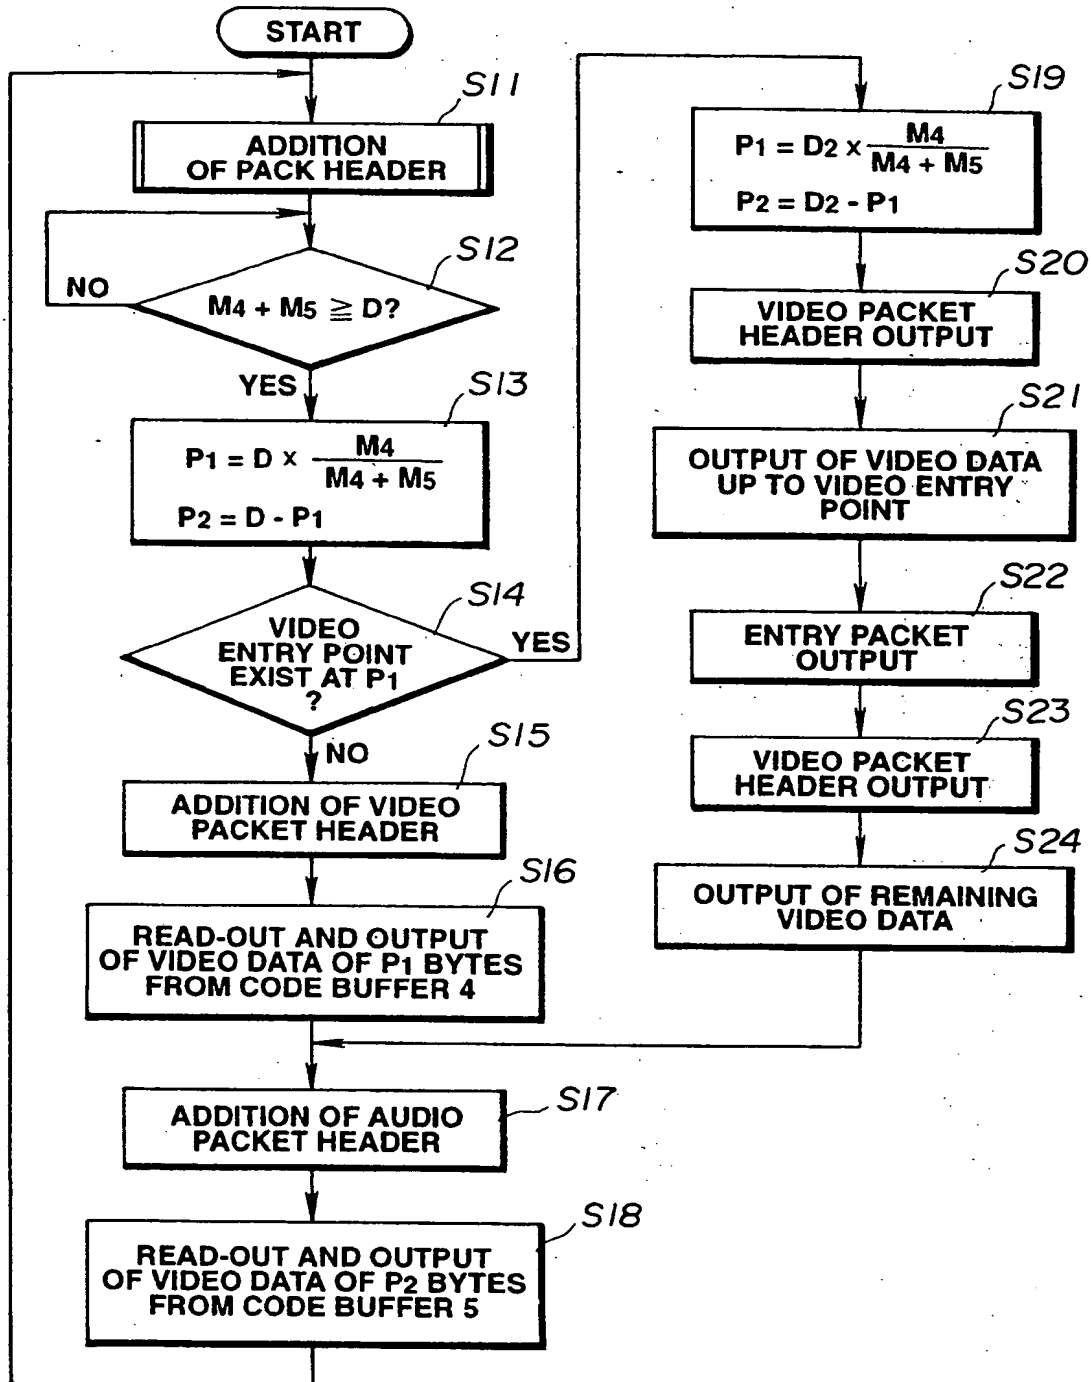 START
S11
ADDITION
OF PACK HEADER
S12
NO
M4 + M5 ≧ D?
YES
S13
P1 = D × M4
M4 + M5
P2 = D - P1
S14
VIDEO
ENTRY POINT
EXIST AT P1
?
YES
NO
S15
ADDITION OF VIDEO
PACKET HEADER
S16
READ-OUT AND OUTPUT
OF VIDEO DATA OF P1 BYTES
FROM CODE BUFFER 4
S17
ADDITION OF AUDIO
PACKET HEADER
S18
READ-OUT AND OUTPUT
OF VIDEO DATA OF P2 BYTES
FROM CODE BUFFER 5
S19
P1 = D2 × M4
M4 + M5
P2 = D2 - P1
S20
VIDEO PACKET
HEADER OUTPUT
S21
OUTPUT OF VIDEO DATA
UP TO VIDEO ENTRY
POINT
S22
ENTRY PACKET
OUTPUT
S23
VIDEO PACKET
HEADER OUTPUT
S24
OUTPUT OF REMAINING
VIDEO DATA